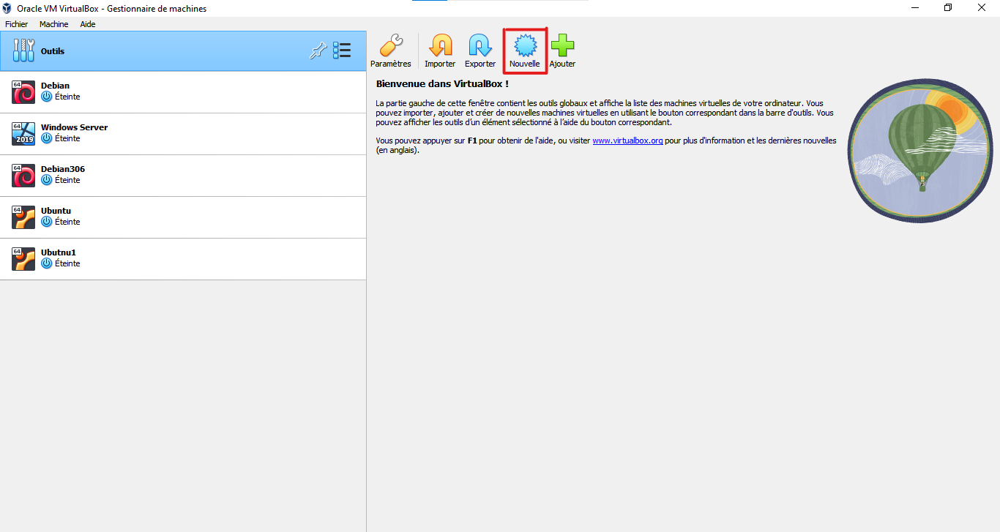 Oracle VM VirtualBox - Gestionnaire de machines
Fichier Machine Aide
Outils
64
Debian
Éteinte
64
2019
Windows Server
Éteinte
64
Debian306
Éteinte
64
Ubuntu
Éteinte
64
Ubutnu1
Éteinte
Paramètres Importer Exporter Nouvelle Ajouter
Bienvenue dans VirtualBox !
La partie gauche de cette fenêtre contient les outils globaux et affiche la liste des machines virtuelles de votre ordinateur. Vous
pouvez importer, ajouter et créer de nouvelles machines virtuelles en utilisant le bouton correspondant dans la barre d'outils. Vous
pouvez afficher les outils d’un élément sélectionné à l’aide du bouton correspondant.
Vous pouvez appuyer sur F1 pour obtenir de l'aide, ou visiter www.virtualbox.org pour plus d'information et les dernières nouvelles
(en anglais).